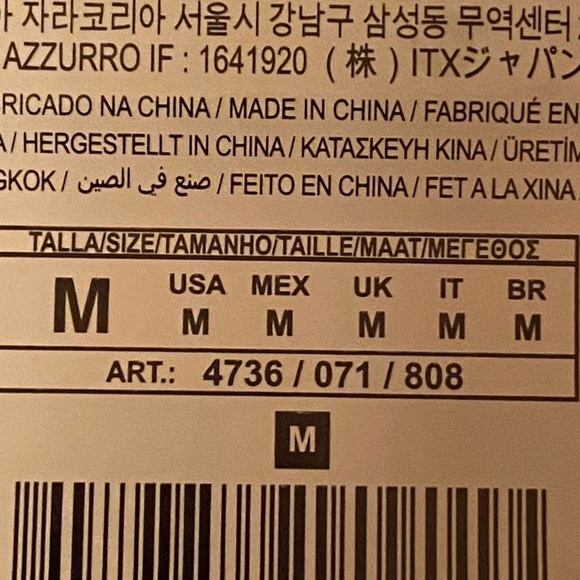 자라코리아 서울시 강남구 삼성동 무역센터
AZZURRO IF : 1641920 (株) ITXジャパン
RICADO NA CHINA / MADE IN CHINA / FABRIQUÉ EN
A / HERGESTELLT IN CHINA / ΚΑΤΑΣΚΕΥΗ ΚΙΝΑ / ÜRETİM
GKOK / صنع في الصين / FEITO EN CHINA / FET A LA XINA
TALLA/SIZE/TAMANHO/TAILLE/MAAT/ΜΕΓΕΘΟΣ
USA MEX UK IT BR
M M M M M M
ART.: 4736 / 071 / 808
M